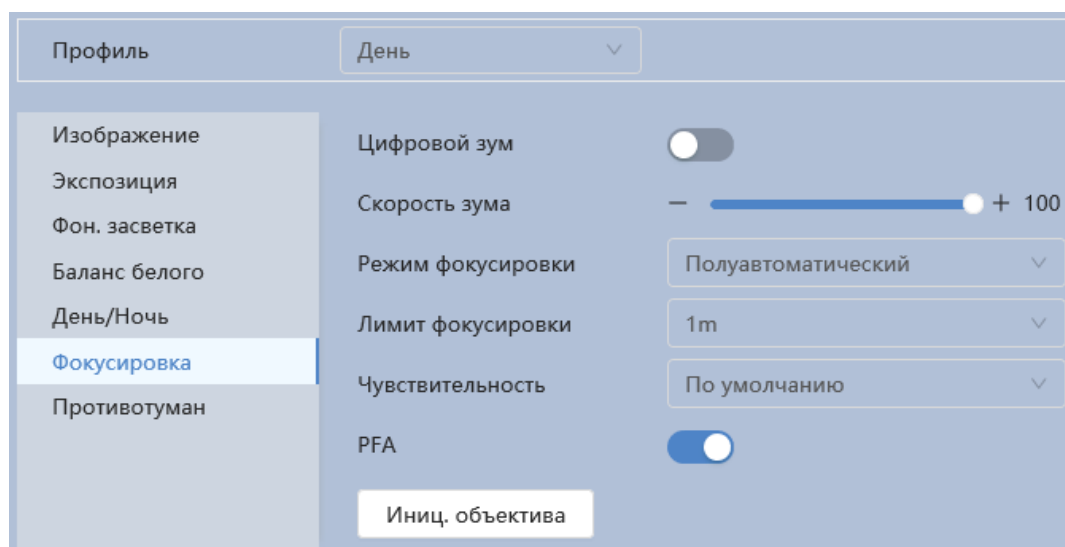 Профиль День
Изображение
Экспозиция
Фон. засветка
Баланс белого
День/Ночь
Фокусировка
Противотуман
Цифровой зум
Скорость зума − + 100
Режим фокусировки Полуавтоматический
Лимит фокусировки 1m
Чувствительность По умолчанию
PFA
Иниц. объектива